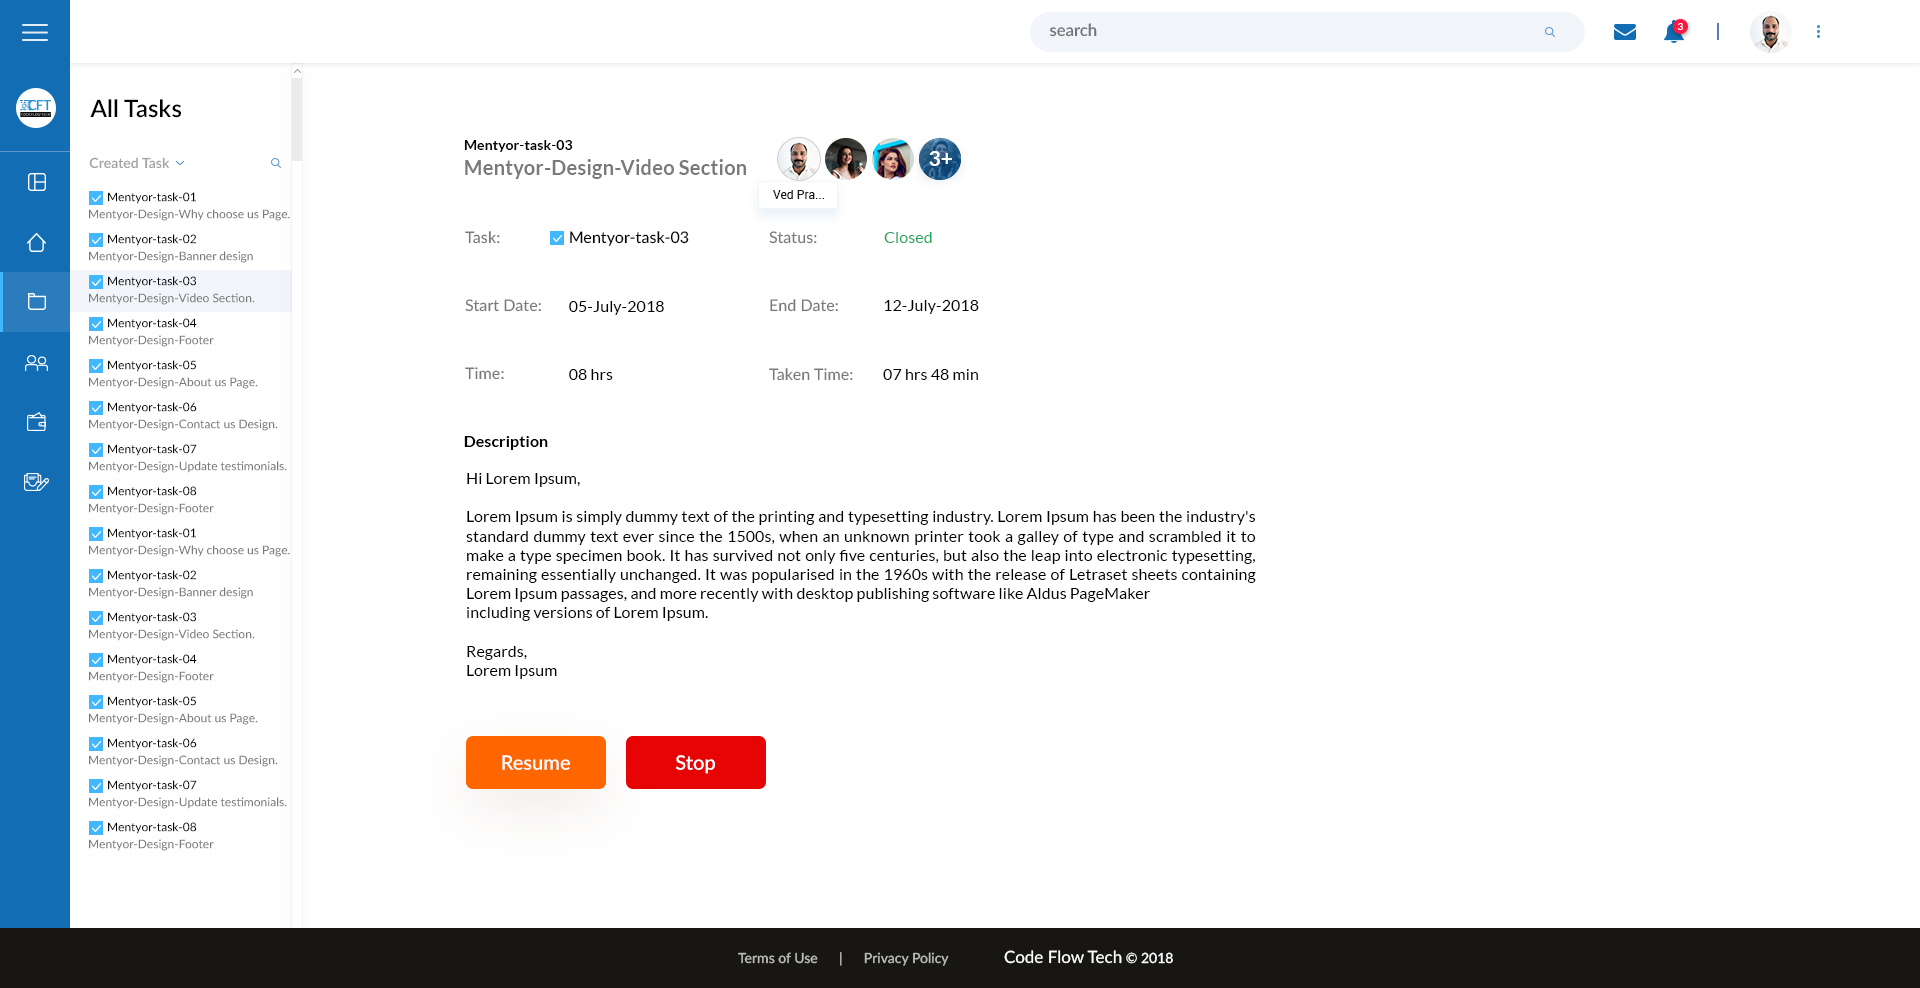 search
3
CFT
All Tasks
Created Task
Mentyor-task-01
Mentyor-Design-Why choose us Page.
Mentyor-task-02
Mentyor-Design-Banner design
Mentyor-task-03
Mentyor-Design-Video Section.
Mentyor-task-04
Mentyor-Design-Footer
Mentyor-task-05
Mentyor-Design-About us Page.
Mentyor-task-06
Mentyor-Design-Contact us Design.
Mentyor-task-07
Mentyor-Design-Update testimonials.
Mentyor-task-08
Mentyor-Design-Footer
Mentyor-task-01
Mentyor-Design-Why choose us Page.
Mentyor-task-02
Mentyor-Design-Banner design
Mentyor-task-03
Mentyor-Design-Video Section.
Mentyor-task-04
Mentyor-Design-Footer
Mentyor-task-05
Mentyor-Design-About us Page.
Mentyor-task-06
Mentyor-Design-Contact us Design.
Mentyor-task-07
Mentyor-Design-Update testimonials.
Mentyor-task-08
Mentyor-Design-Footer
Mentyor-task-03
Mentyor-Design-Video Section
3+
Ved Pra...
Task: Mentyor-task-03 Status: Closed
Start Date: 05-July-2018 End Date: 12-July-2018
Time: 08 hrs Taken Time: 07 hrs 48 min
Description
Hi Lorem Ipsum,
Lorem Ipsum is simply dummy text of the printing and typesetting industry. Lorem Ipsum has been the industry's
standard dummy text ever since the 1500s, when an unknown printer took a galley of type and scrambled it to
make a type specimen book. It has survived not only five centuries, but also the leap into electronic typesetting,
remaining essentially unchanged. It was popularised in the 1960s with the release of Letraset sheets containing
Lorem Ipsum passages, and more recently with desktop publishing software like Aldus PageMaker
including versions of Lorem Ipsum.
Regards,
Lorem Ipsum
Resume Stop
Terms of Use | Privacy Policy Code Flow Tech © 2018